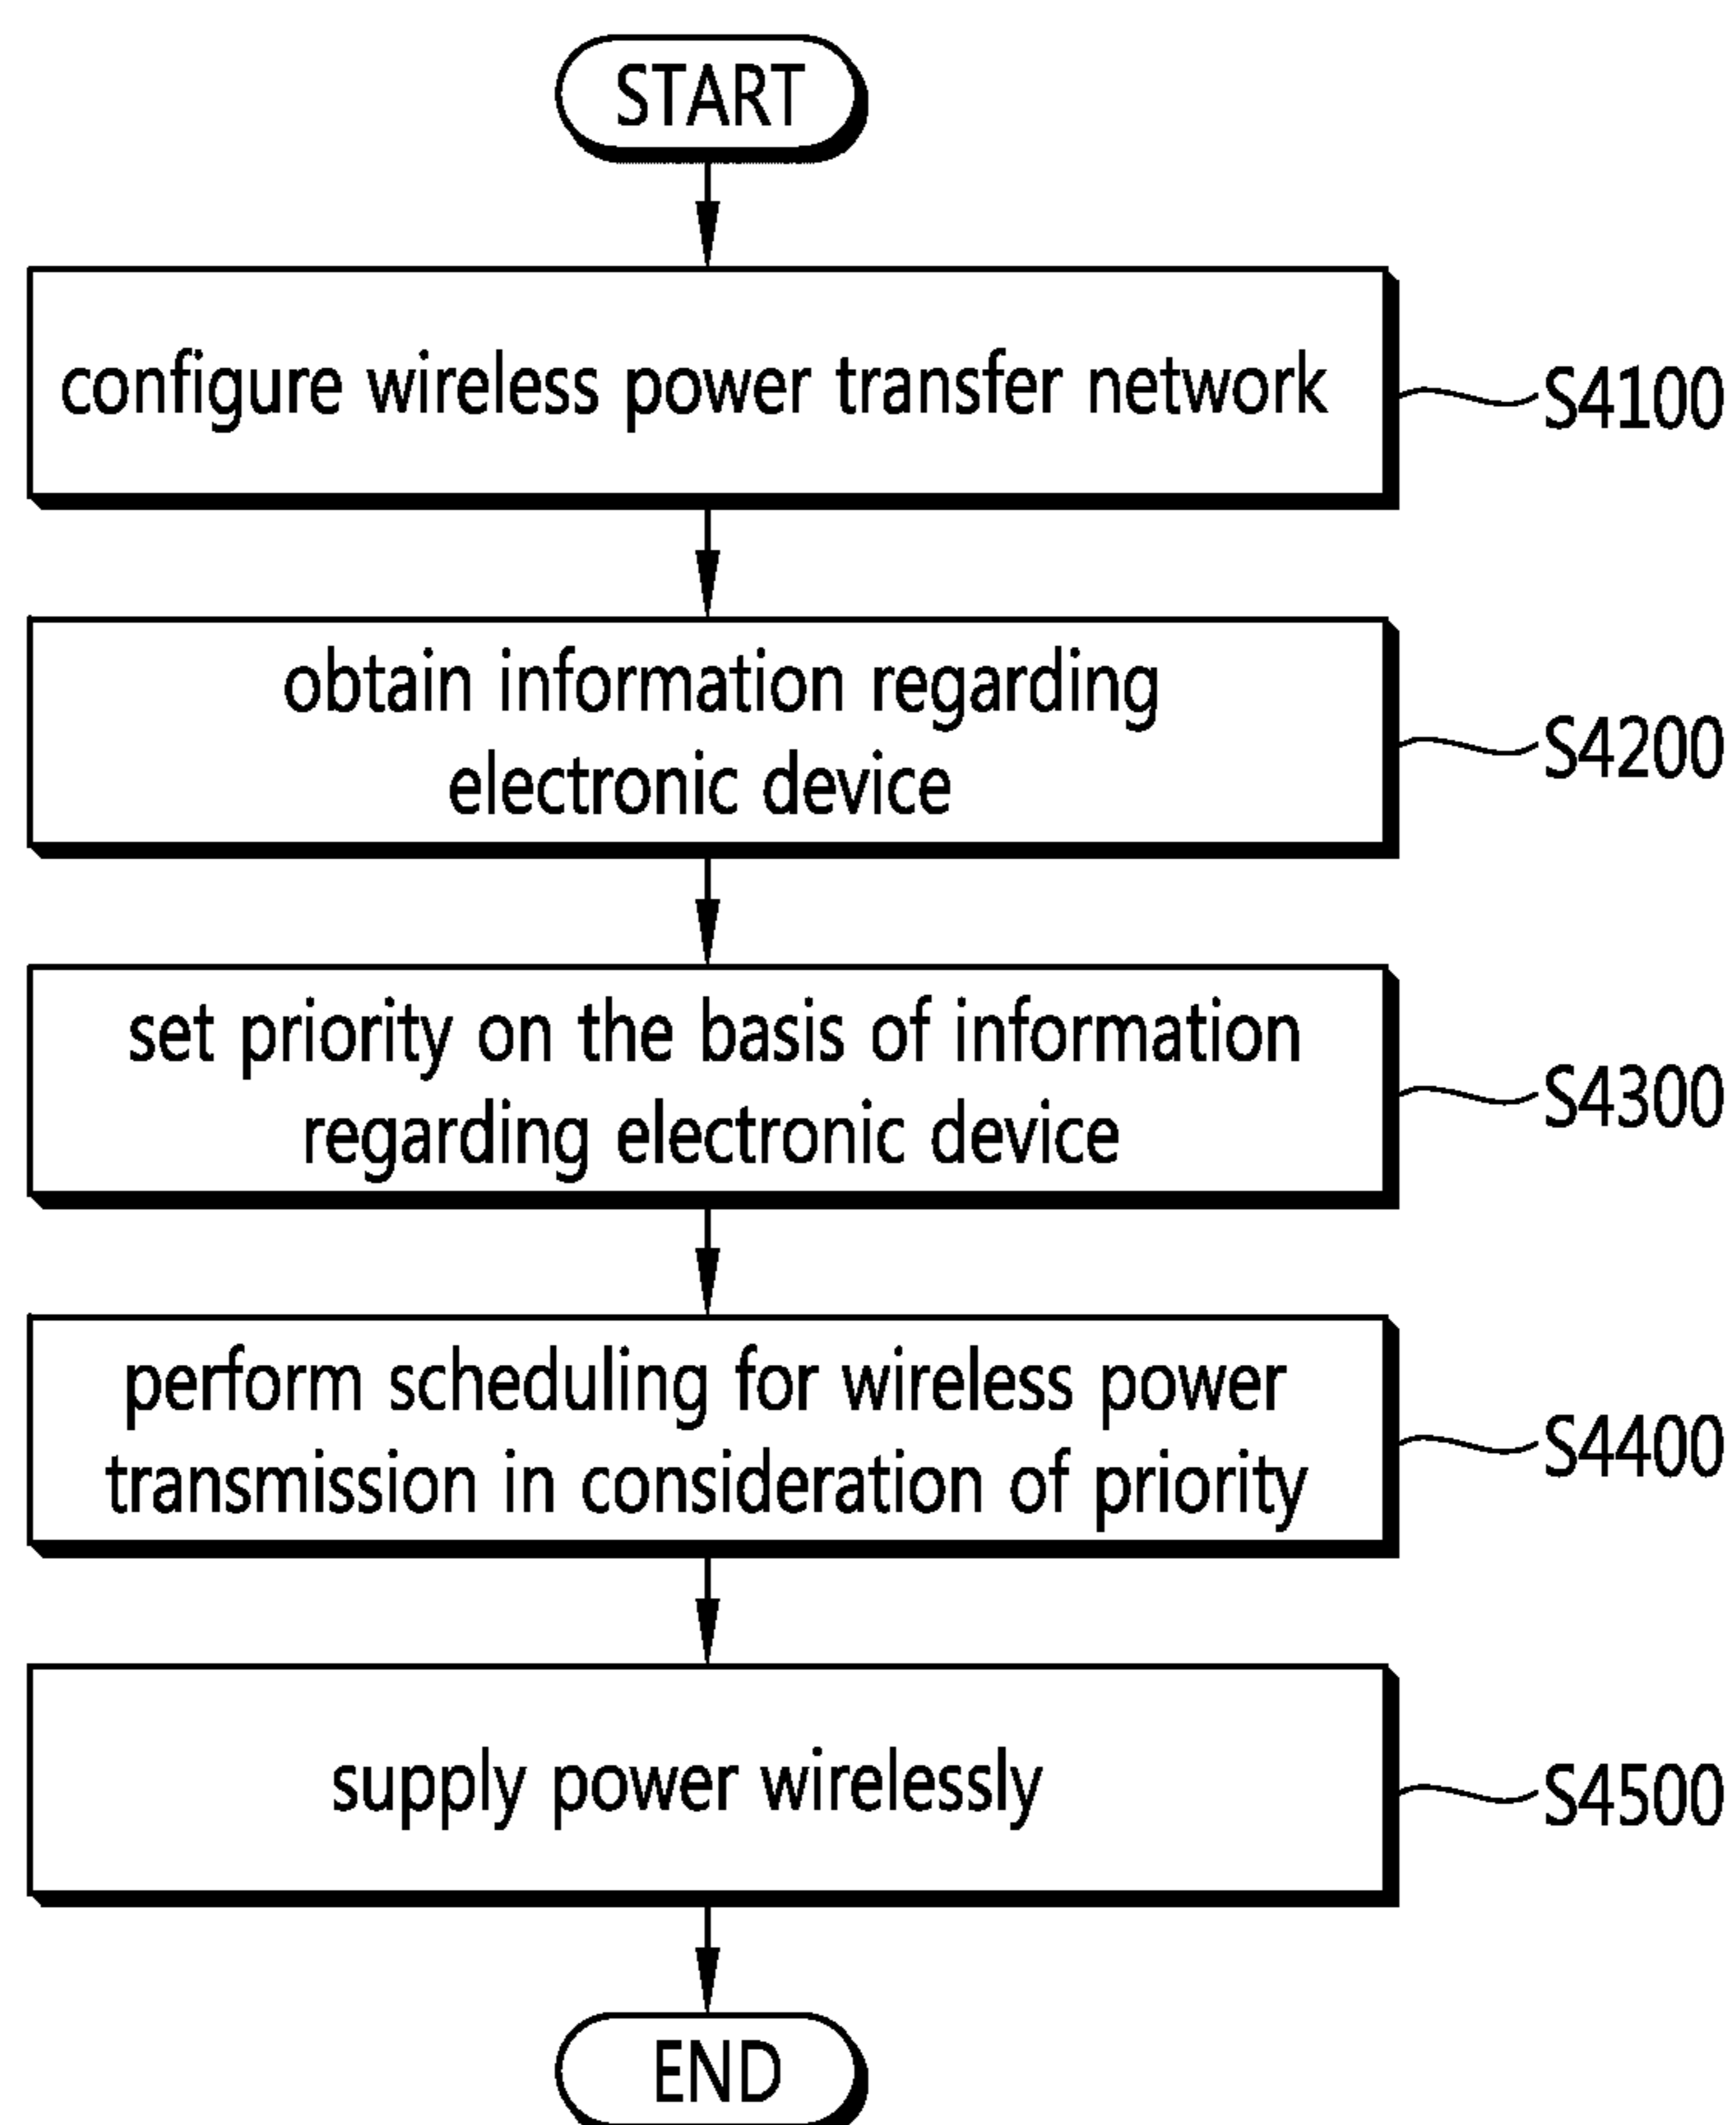 START
configure wireless power transfer network
S4100
obtain information regarding
electronic device
S4200
set priority on the basis of information
regarding electronic device
S4300
perform scheduling for wireless power
transmission in consideration of priority
S4400
supply power wirelessly
S4500
END